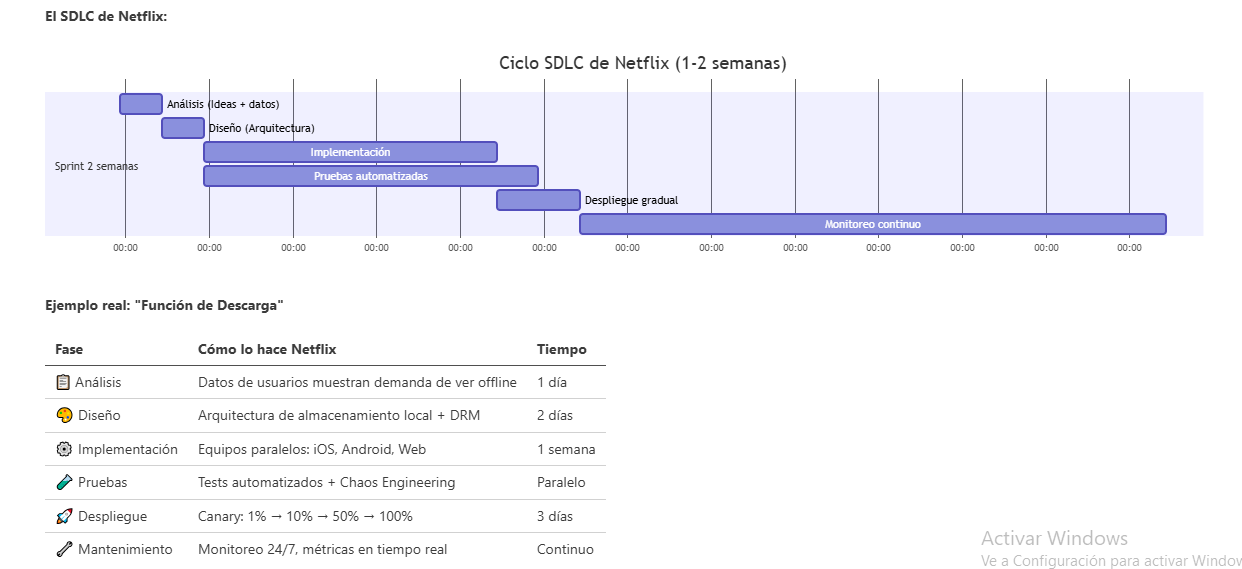 El SDLC de Netflix:
Ciclo SDLC de Netflix (1-2 semanas)
Análisis (Ideas + datos)
Diseño (Arquitectura)
Implementación
Sprint 2 semanas
Pruebas automatizadas
Despliegue gradual
Monitoreo continuo
00:00 00:00 00:00 00:00 00:00 00:00 00:00 00:00 00:00 00:00 00:00 00:00 00:00
Ejemplo real: "Función de Descarga"
Fase Cómo lo hace Netflix Tiempo
Análisis Datos de usuarios muestran demanda de ver offline 1 día
Diseño Arquitectura de almacenamiento local + DRM 2 días
Implementación Equipos paralelos: iOS, Android, Web 1 semana
Pruebas Tests automatizados + Chaos Engineering Paralelo
Despliegue Canary: 1% → 10% → 50% → 100% 3 días
Mantenimiento Monitoreo 24/7, métricas en tiempo real Continuo
Activar Windows
Ve a Configuración para activar Window